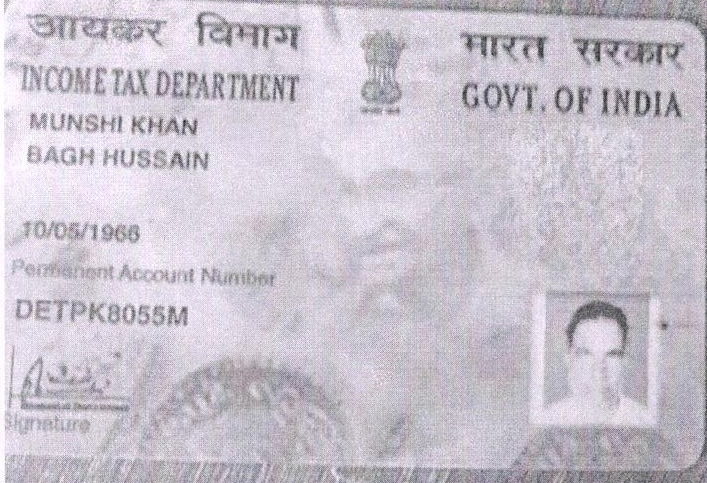 आयकर विभाग
भारत सरकार
INCOME TAX DEPARTMENT
GOVT. OF INDIA
MUNSHI KHAN
BAGH HUSSAIN
10/05/1966
Permanent Account Number
DETPK8055M
Signature